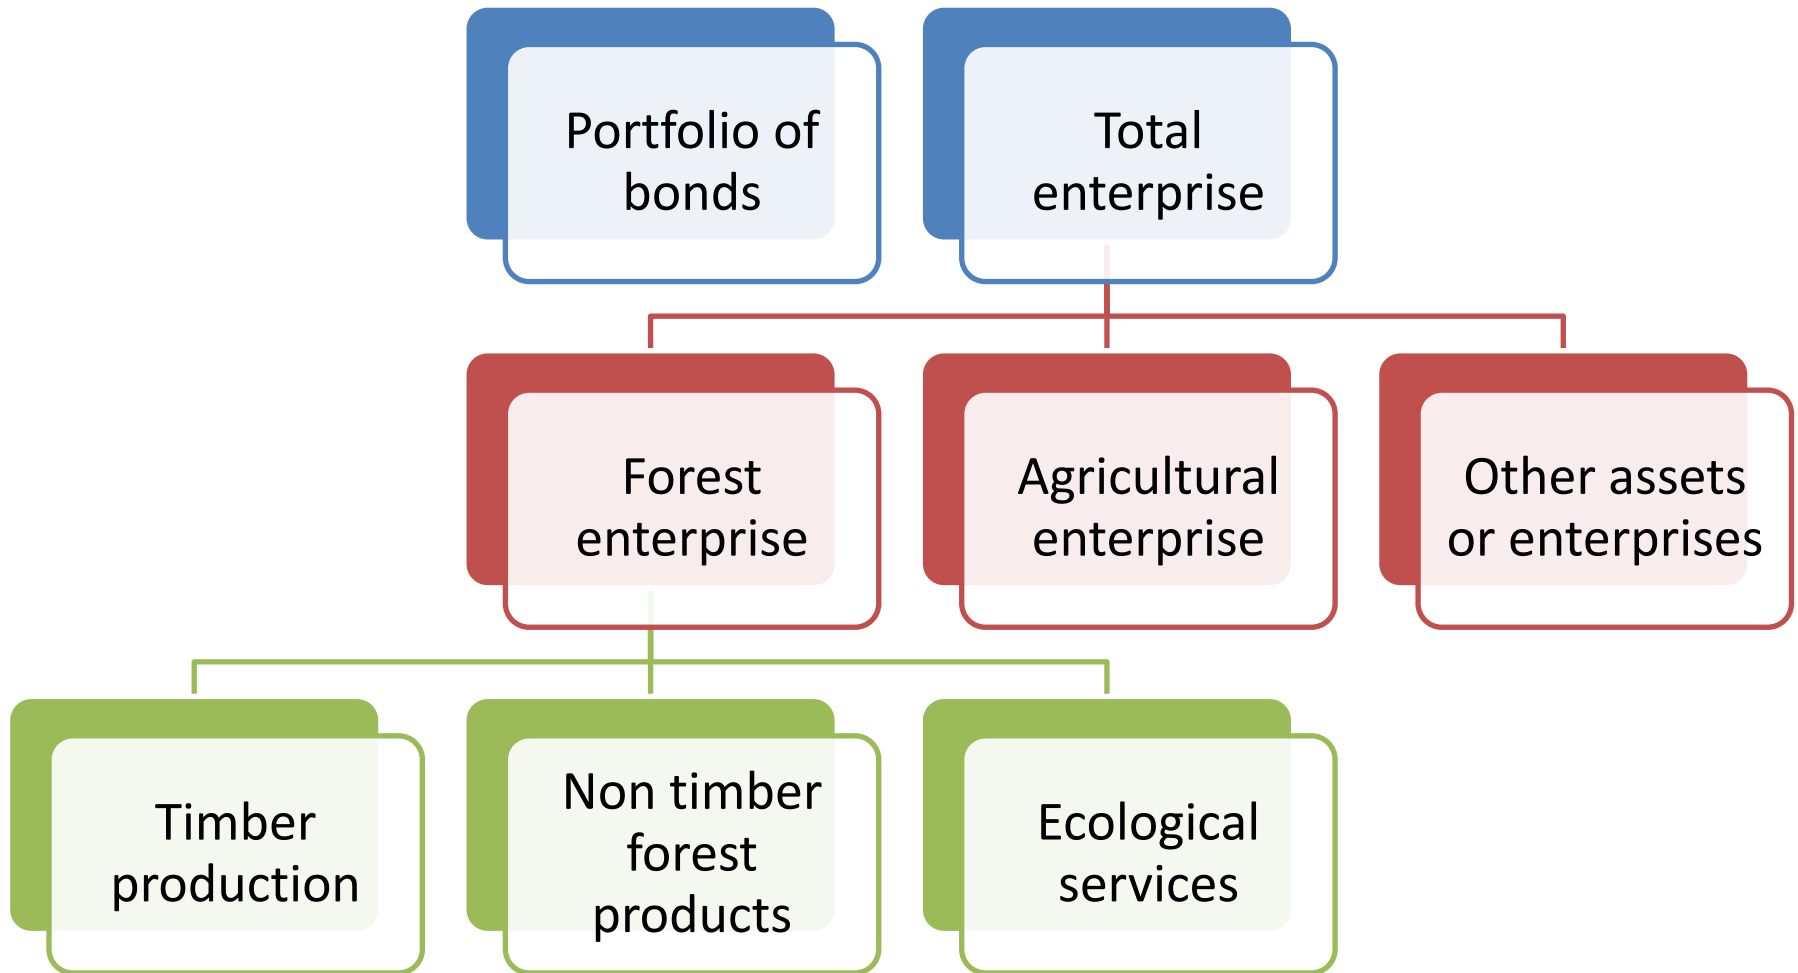 Portfolio of
bonds
Total
enterprise
Forest
enterprise
Agricultural
enterprise
Other assets
or enterprises
Timber
production
Non timber
forest
products
Ecological
services